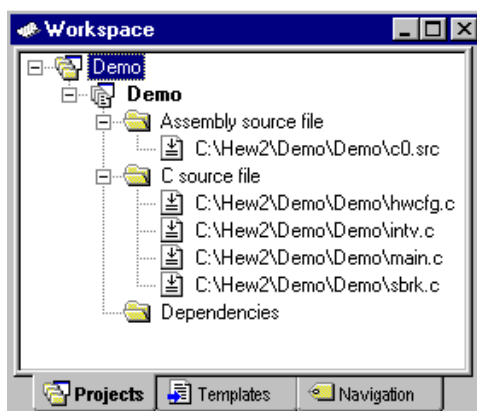 Workspace
Demo
Demo
Assembly source file
C:\Hew2\Demo\Demo\c0.src
C source file
C:\Hew2\Demo\Demo\hwcfg.c
C:\Hew2\Demo\Demo\intv.c
C:\Hew2\Demo\Demo\main.c
C:\Hew2\Demo\Demo\sbrk.c
Dependencies
Projects Templates Navigation